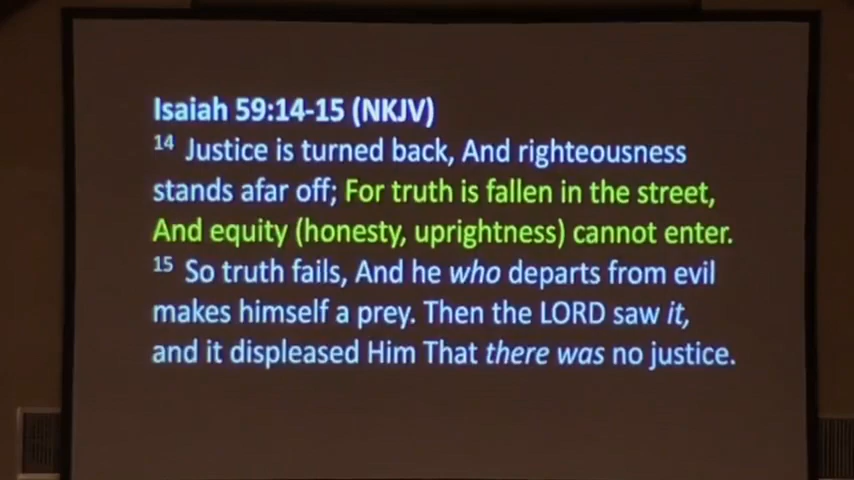 Isaiah 59:14-15 (NKJV)
14 Justice is turned back, And righteousness
stands afar off; For truth is fallen in the street,
And equity (honesty, uprightness) cannot enter.
15 So truth fails, And he who departs from evil
makes himself a prey. Then the LORD saw it,
and it displeased Him That there was no justice.